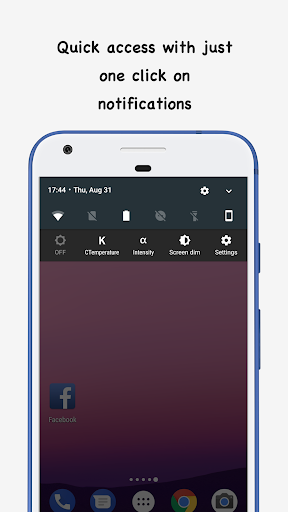 Quick access with just
one click on
notifications
17:44 • Thu, Aug 31
OFF K CTemperature α Intensity Screen dim Settings
Facebook